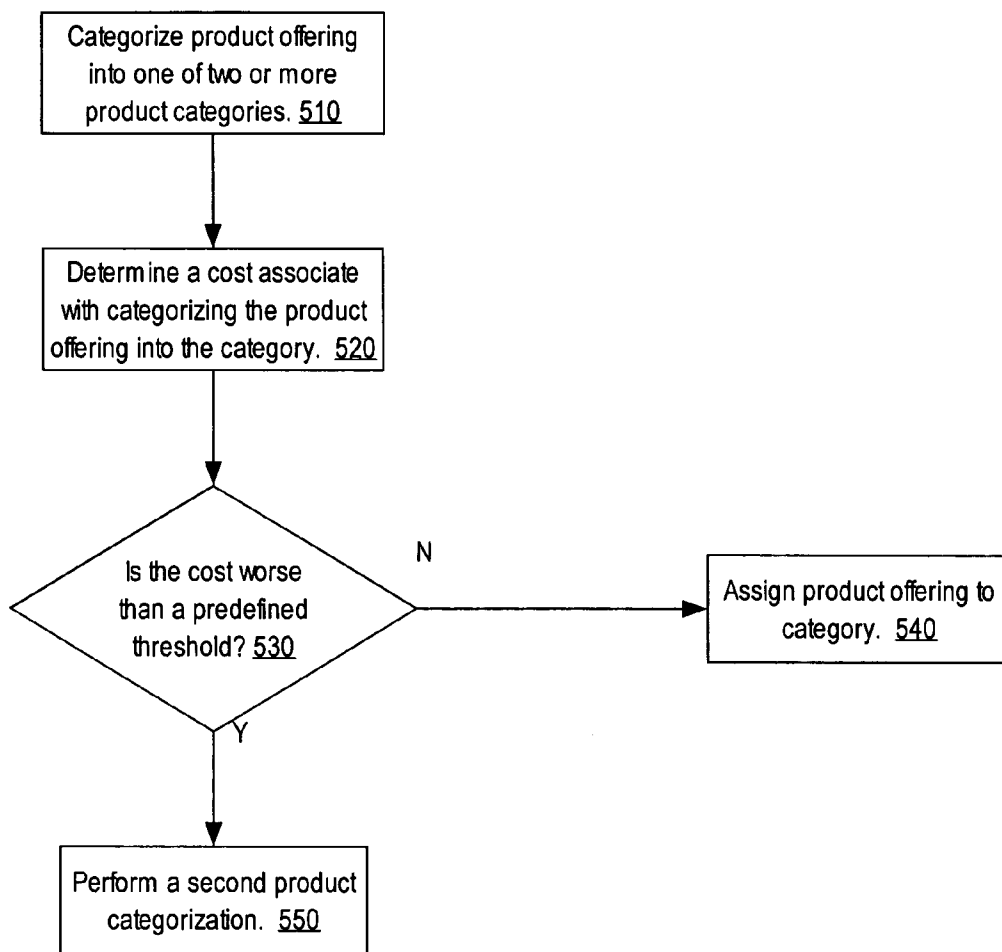 Categorize product offering
into one of two or more
product categories. 510
Determine a cost associate
with categorizing the product
offering into the category. 520
Is the cost worse
than a predefined
threshold? 530
N
Assign product offering to
category. 540
Y
Perform a second product
categorization. 550